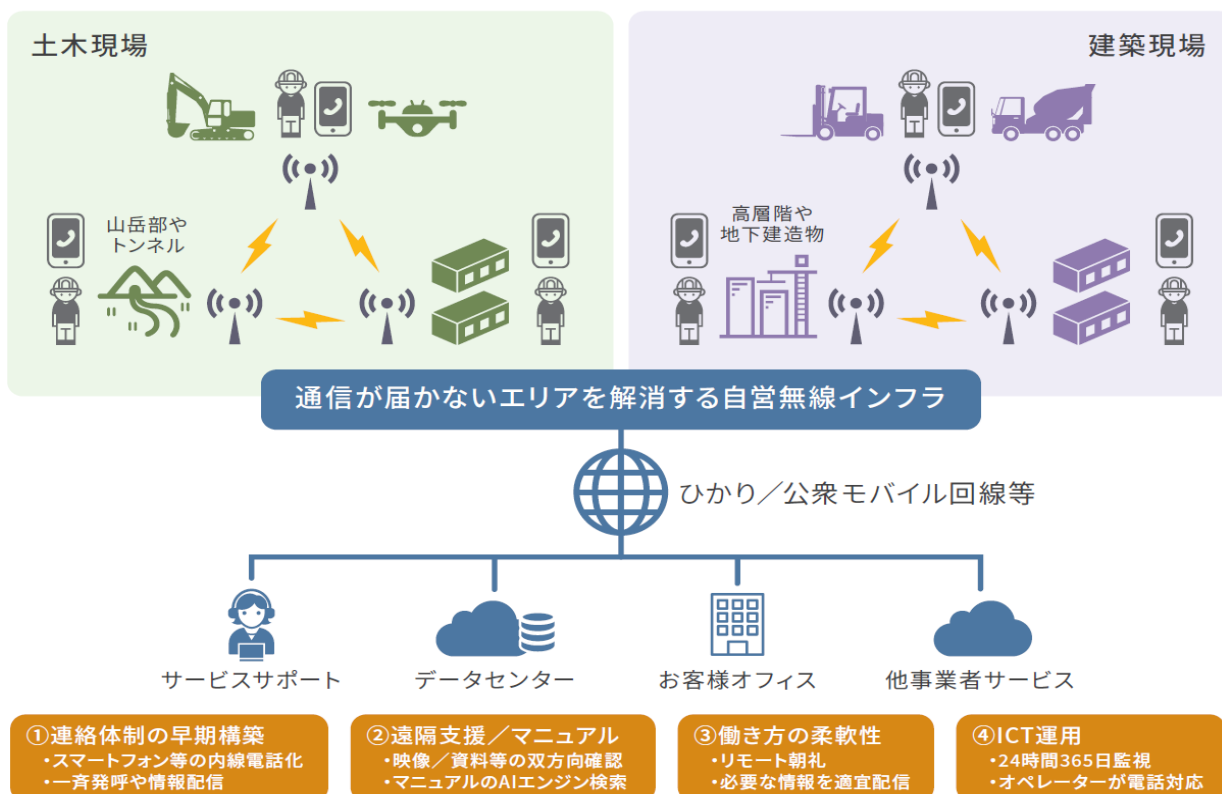 土木現場
建築現場
山岳部や
トンネル
高層階や
地下建造物
通信が届かないエリアを解消する自営無線インフラ
ひかり／公衆モバイル回線等
サービスサポート
データセンター
お客様オフィス
他事業者サービス
①連絡体制の早期構築
・スマートフォン等の内線電話化
・一斉発呼や情報配信
②遠隔支援／マニュアル
・映像／資料等の双方向確認
・マニュアルのAIエンジン検索
③働き方の柔軟性
・リモート朝礼
・必要な情報を適宜配信
④ICT運用
・24時間365日監視
・オペレーターが電話対応